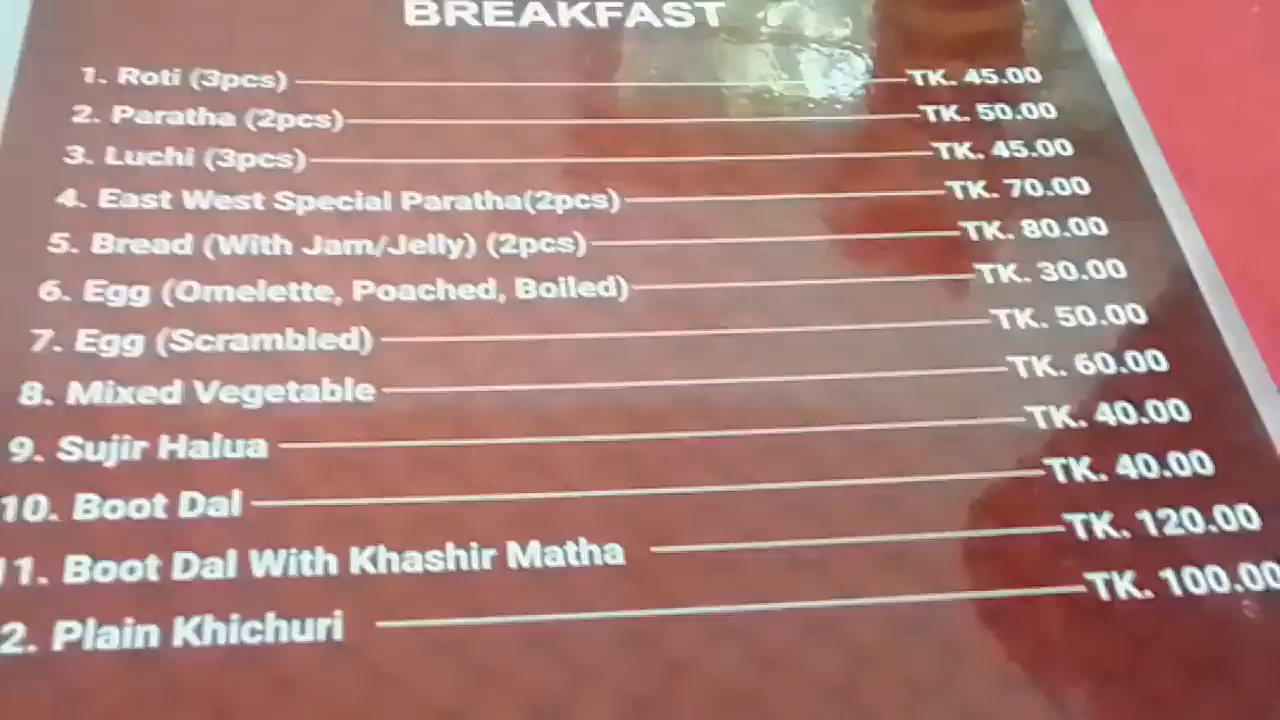 BREAKFAST
1. Roti (3pcs) TK. 45.00
2. Paratha (2pcs) TK. 50.00
3. Luchi (3pcs) TK. 45.00
4. East West Special Paratha(2pcs) TK. 70.00
5. Bread (With Jam/Jelly) (2pcs) TK. 80.00
6. Egg (Omelette, Poached, Boiled) TK. 30.00
7. Egg (Scrambled) TK. 50.00
8. Mixed Vegetable TK. 60.00
9. Sujir Halua TK. 40.00
10. Boot Dal TK. 40.00
11. Boot Dal With Khashir Matha TK. 120.00
2. Plain Khichuri TK. 100.00